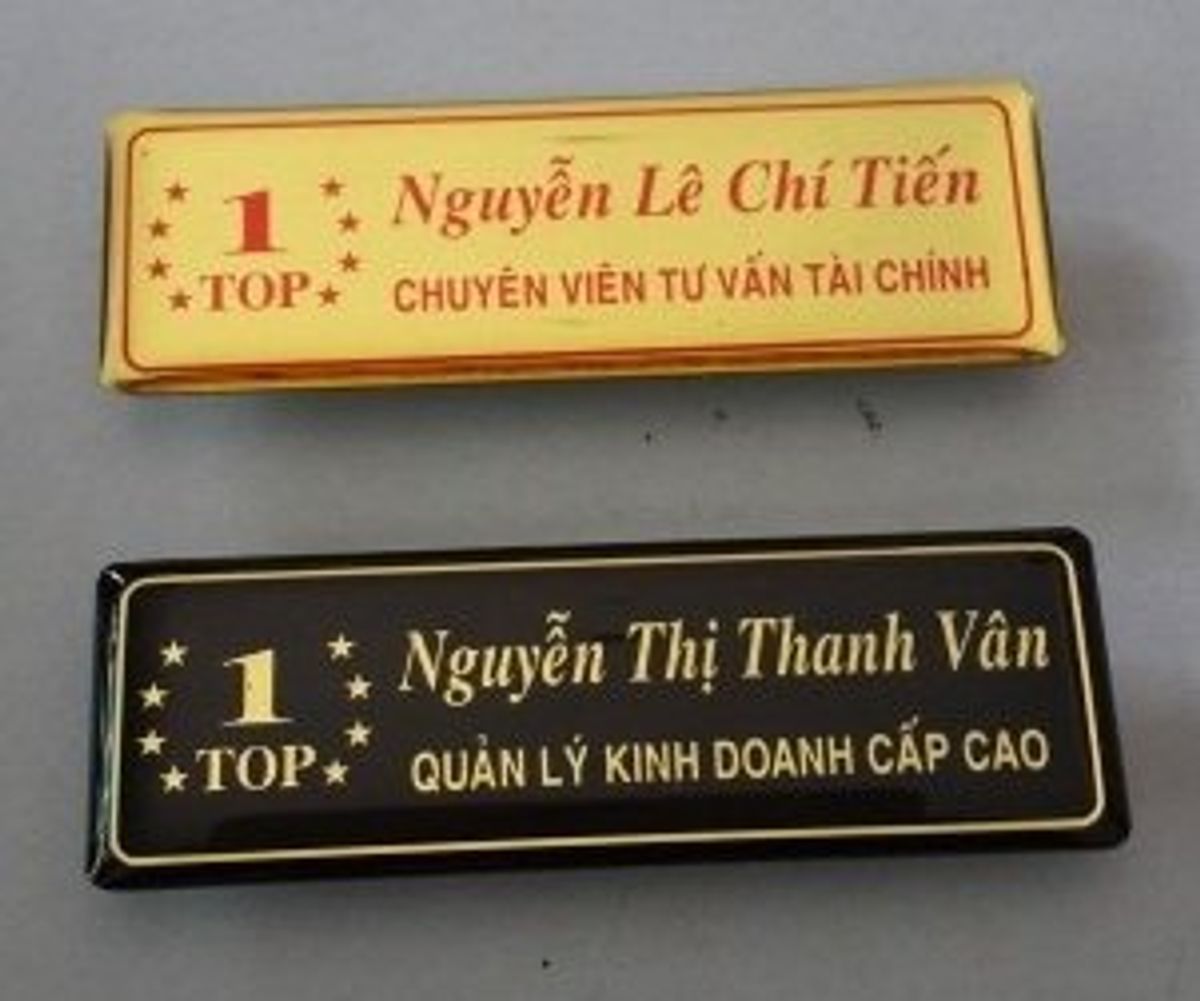 1
TOP
Nguyễn Lê Chí Tiến
CHUYÊN VIÊN TƯ VẤN TÀI CHÍNH
1
TOP
Nguyễn Thị Thanh Vân
QUẢN LÝ KINH DOANH CẤP CAO